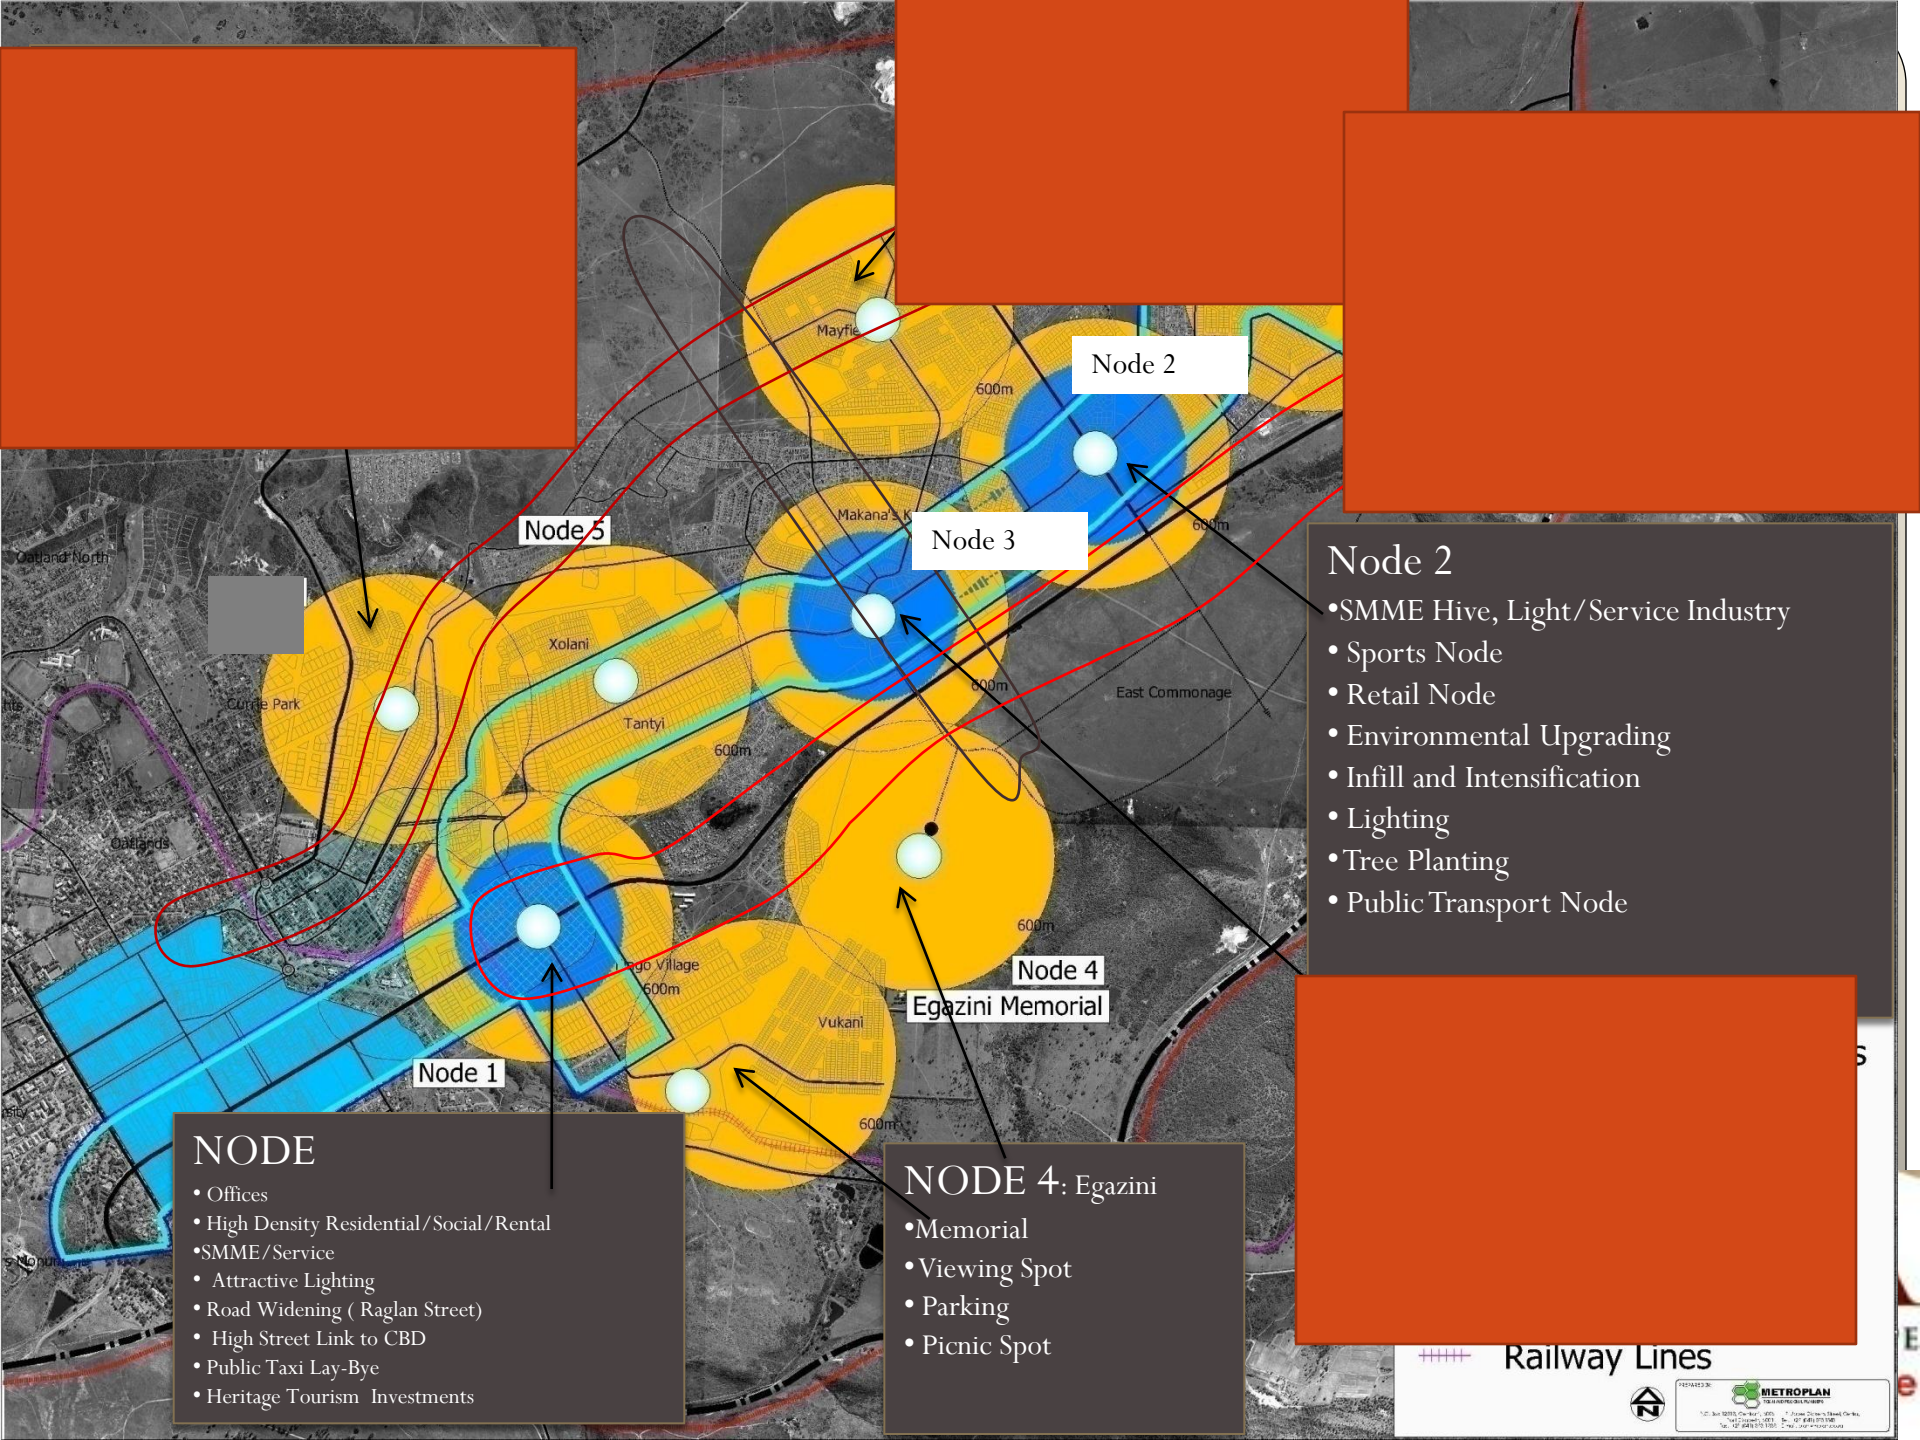 Mayfie
600m
Node 2
Makana's K
Node 3
600m
Node 5
Oatland North
Xolani
Currie Park
Tantyi
600m
600m
East Commonage
Oatlands
600m
Node 4
Egazini Memorial
ngo Village
600m
Vukani
600m
Node 1
Node 2
•SMME Hive, Light/Service Industry
• Sports Node
• Retail Node
• Environmental Upgrading
• Infill and Intensification
• Lighting
• Tree Planting
• Public Transport Node
NODE
• Offices
• High Density Residential/Social/Rental
•SMME/Service
• Attractive Lighting
• Road Widening ( Raglan Street)
• High Street Link to CBD
• Public Taxi Lay-Bye
• Heritage Tourism Investments
NODE 4: Egazini
•Memorial
• Viewing Spot
• Parking
• Picnic Spot
s
Railway Lines
N
METROPLAN
E
e